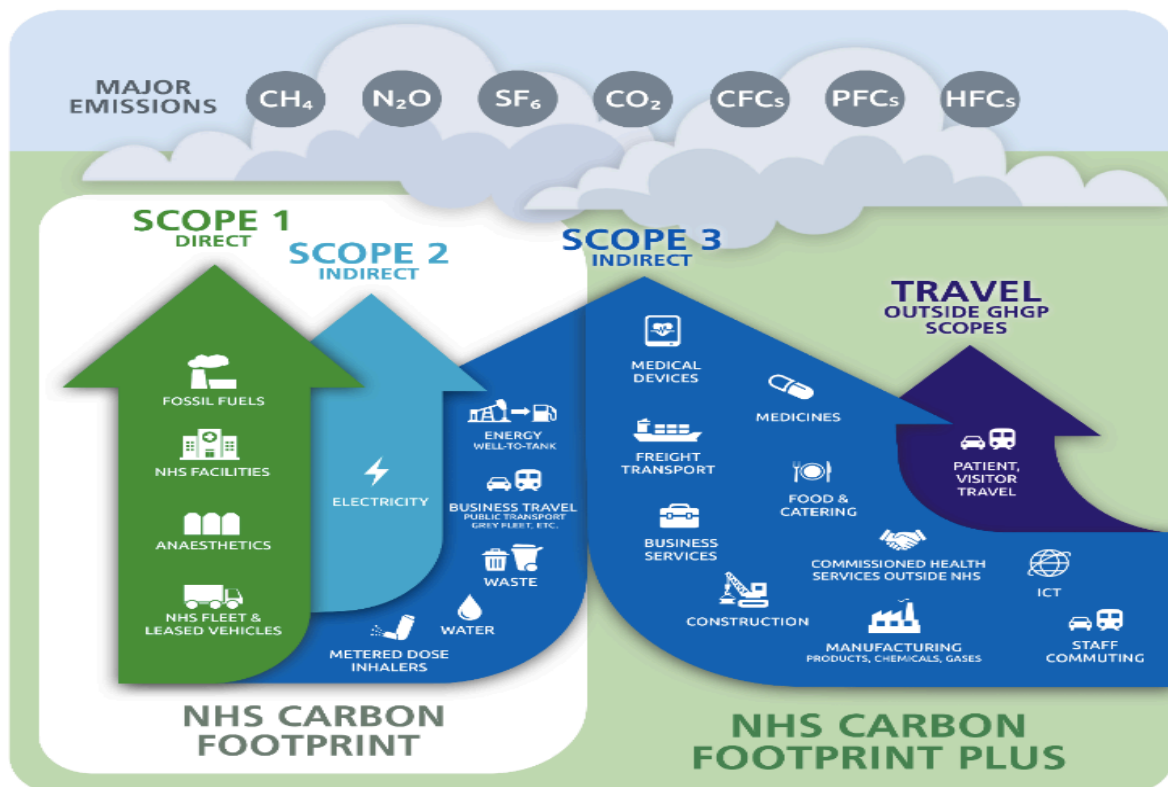 MAJOR
EMISSIONS
CH₄
N₂O
SF₆
CO₂
CFCs
PFCs
HFCs
SCOPE 1
DIRECT
SCOPE 2
INDIRECT
SCOPE 3
INDIRECT
TRAVEL
OUTSIDE GHGP
SCOPES
FOSSIL FUELS
NHS FACILITIES
ANAESTHETICS
NHS FLEET &
LEASED VEHICLES
ELECTRICITY
ENERGY
WELL-TO-TANK
BUSINESS TRAVEL
PUBLIC TRANSPORT
GREY FLEET, ETC.
WASTE
WATER
METERED DOSE
INHALERS
MEDICAL
DEVICES
MEDICINES
FREIGHT
TRANSPORT
FOOD &
CATERING
BUSINESS
SERVICES
COMMISSIONED HEALTH
SERVICES OUTSIDE NHS
CONSTRUCTION
MANUFACTURING
PRODUCTS, CHEMICALS, GASES
ICT
STAFF
COMMUTING
PATIENT,
VISITOR
TRAVEL
NHS CARBON
FOOTPRINT
NHS CARBON
FOOTPRINT PLUS